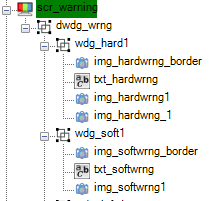 scr_warning
dwdg_wrng
wdg_hard1
img_hardwrng_border
txt_hardwrng
img_hardwrng1
img_hardwng_1
wdg_soft1
img_softwrng_border
txt_softwrng
img_softwrng1